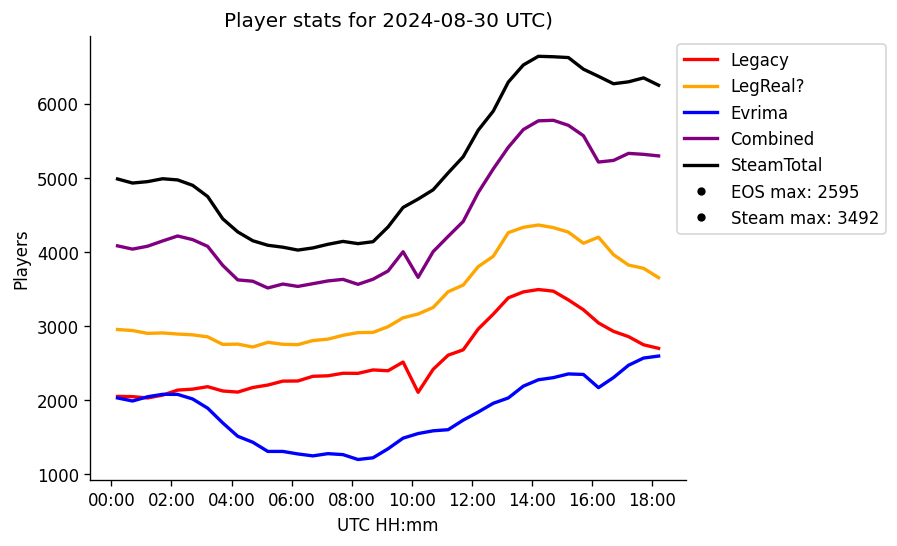 Player stats for 2024-08-30 UTC)
Legacy
LegReal?
Evrima
Combined
SteamTotal
EOS max: 2595
Steam max: 3492
Players
6000
5000
4000
3000
2000
1000
00:00 02:00 04:00 06:00 08:00 10:00 12:00 14:00 16:00 18:00
UTC HH:mm